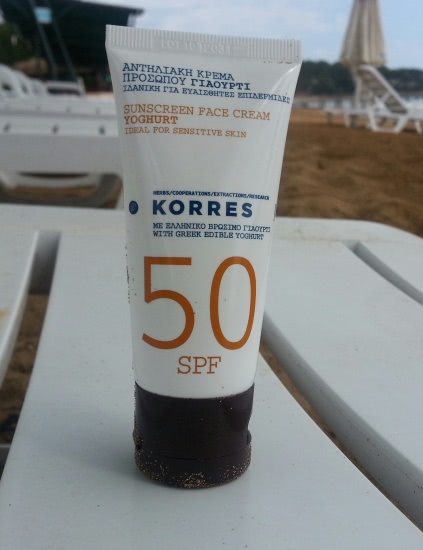 ΑΝΤΗΛΙΑΚΗ ΚΡΕΜΑ
ΠΡΟΣΩΠΟΥ ΓΙΑΟΥΡΤΙ
ΙΔΑΝΙΚΗ ΓΙΑ ΕΥΑΙΣΘΗΤΕΣ ΕΠΙΔΕΡΜΙΔΕΣ
SUNSCREEN FACE CREAM
YOGHURT
IDEAL FOR SENSITIVE SKIN
HERBS/COOPERATIONS/EXTRACTIONS/RESEARCH
KORRES
ΜΕ ΕΛΛΗΝΙΚΟ ΒΡΩΣΙΜΟ ΓΙΑΟΥΡΤΙ
WITH GREEK EDIBLE YOGHURT
50
SPF